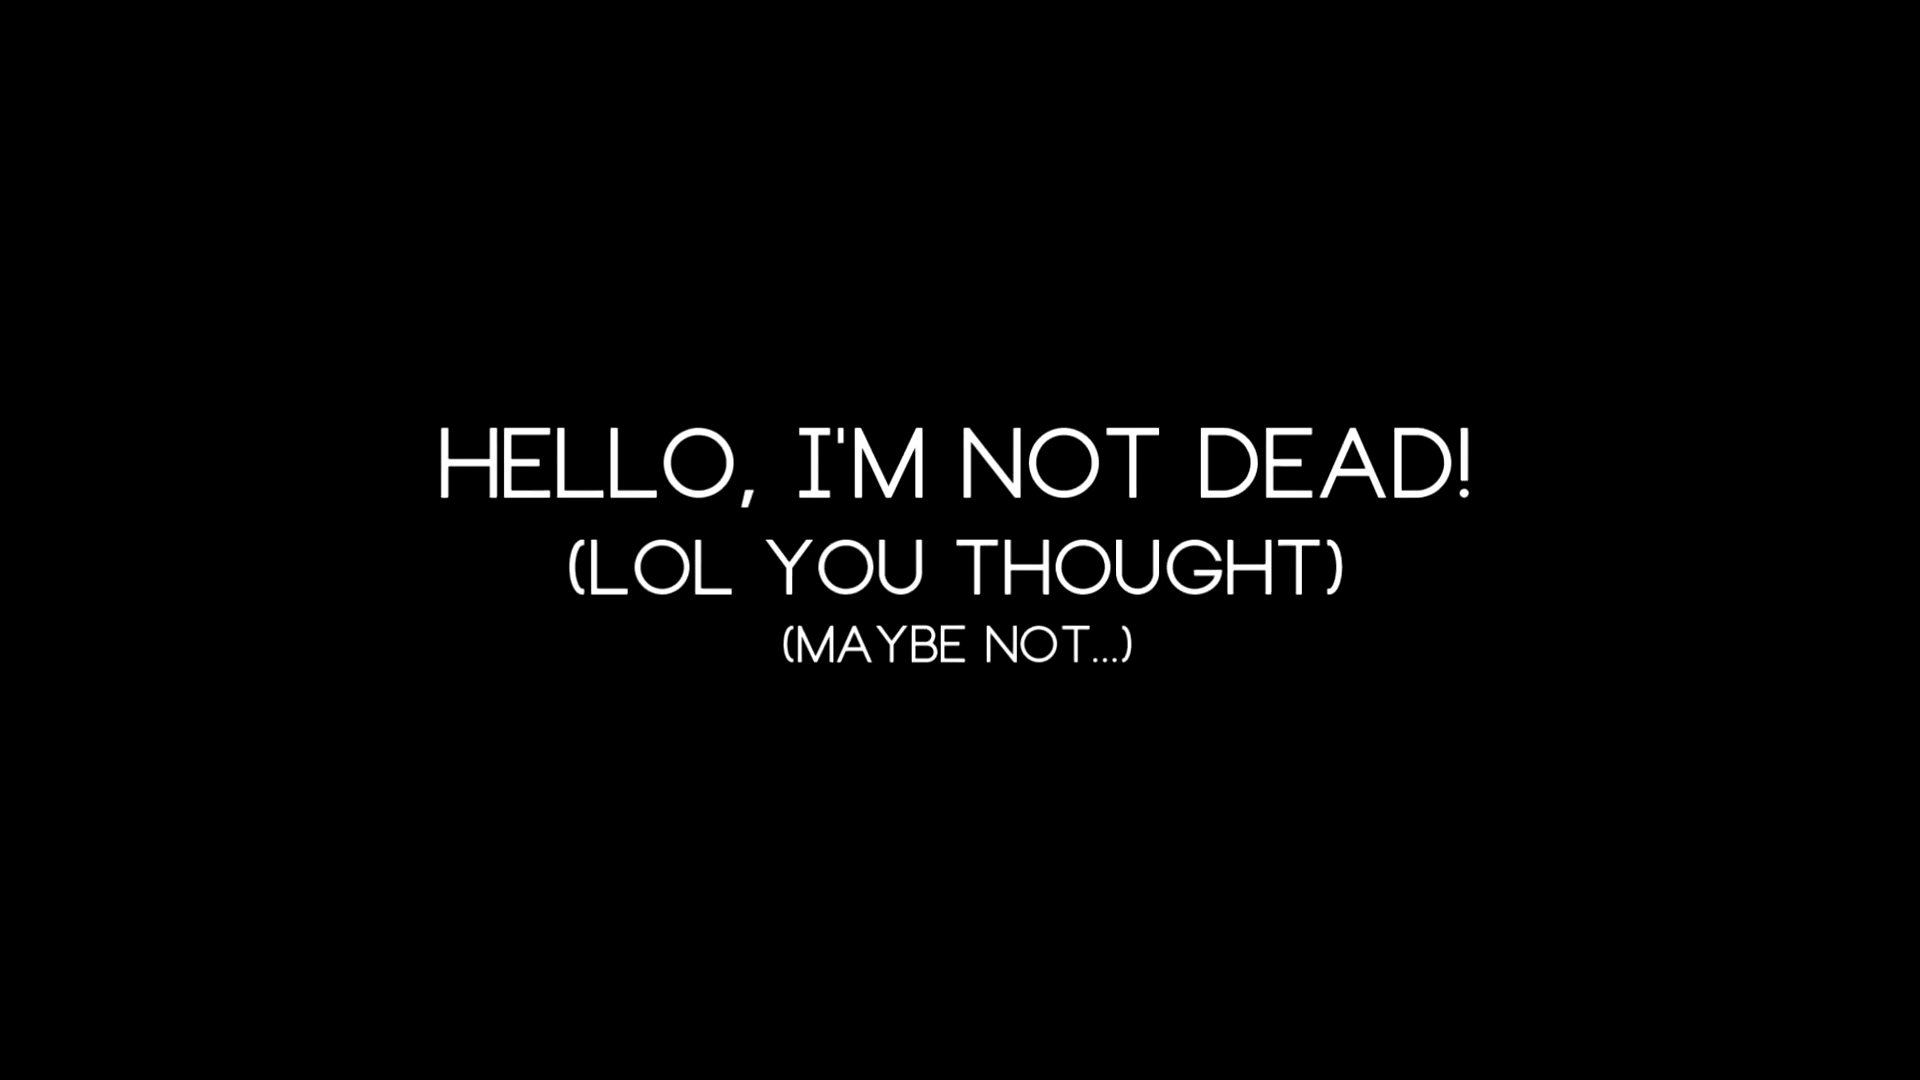 HELLO, I'M NOT DEAD!
(LOL YOU THOUGHT)
(MAYBE NOT...)